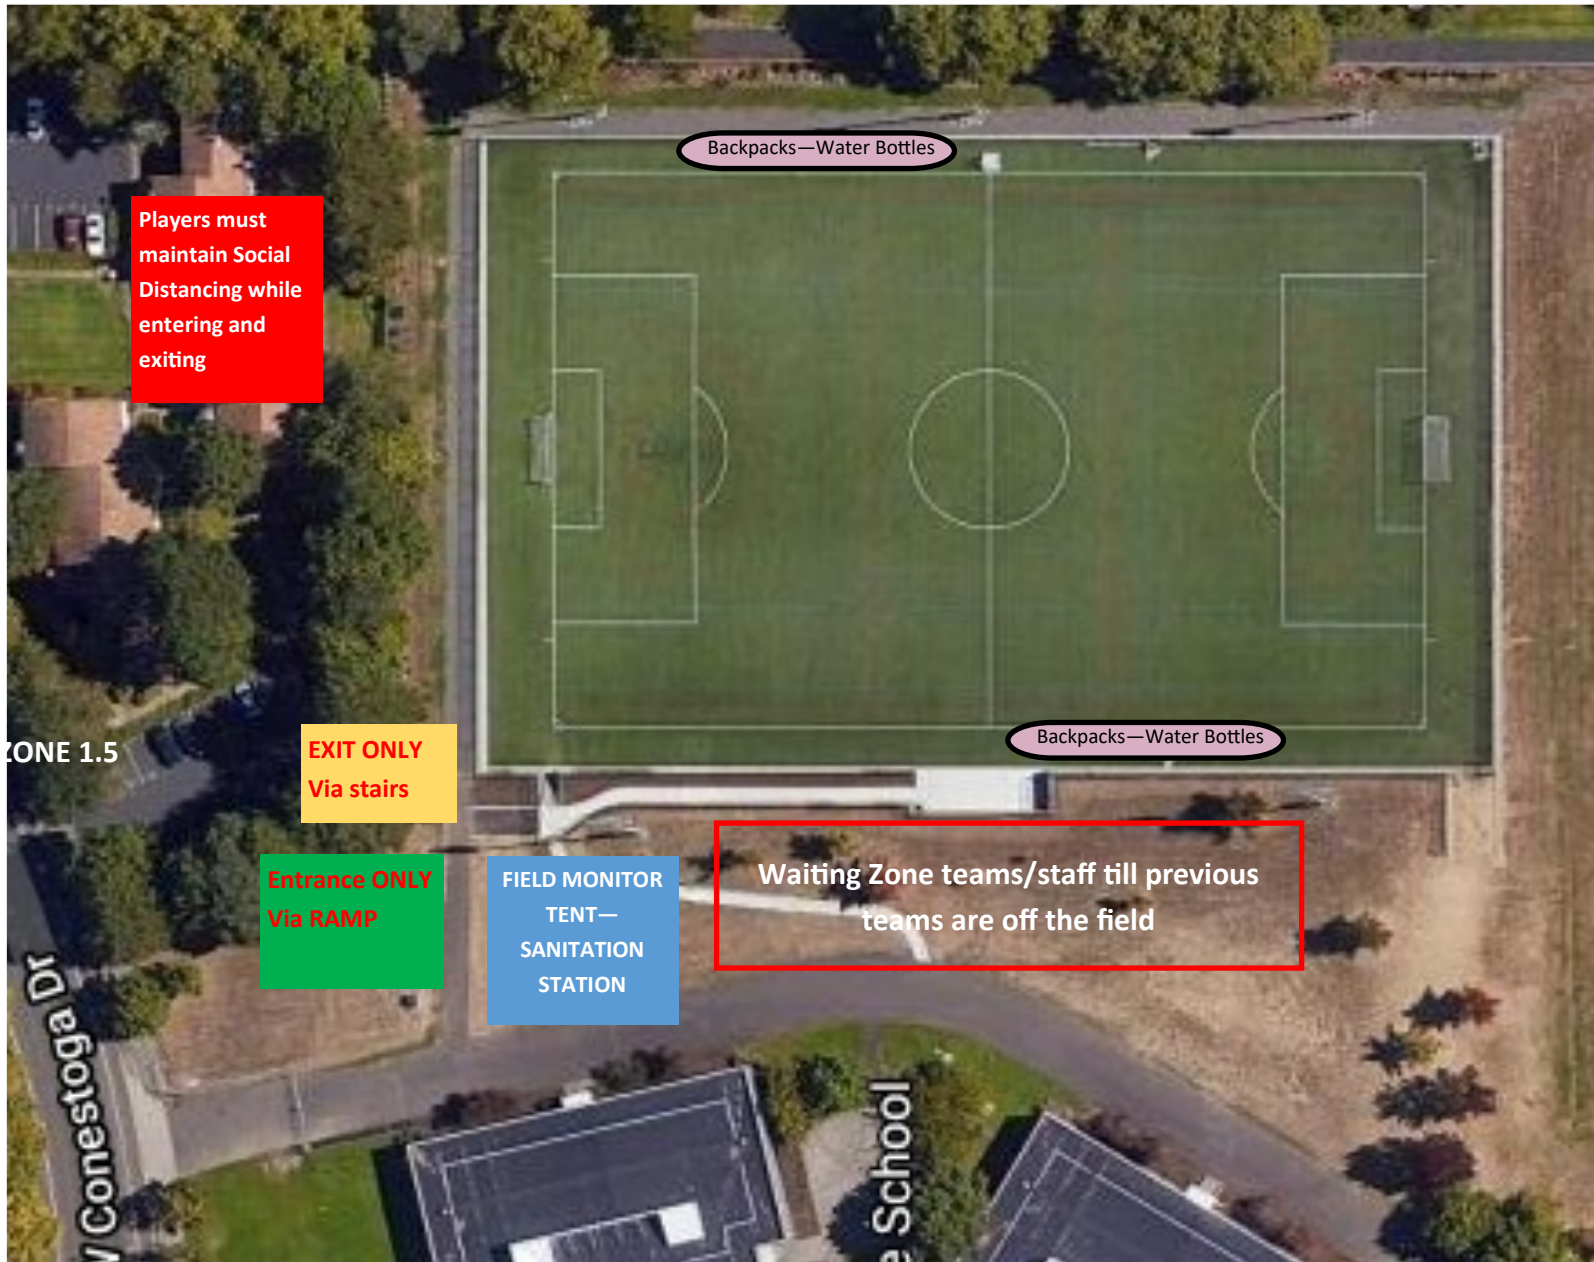 Backpacks—Water Bottles
Players must
maintain Social
Distancing while
entering and
exiting
Backpacks—Water Bottles
ZONE 1.5
EXIT ONLY
Via stairs
Entrance ONLY
Via RAMP
FIELD MONITOR
TENT—
SANITATION
STATION
Waiting Zone teams/staff till previous
teams are off the field
Conestoga Dr
School